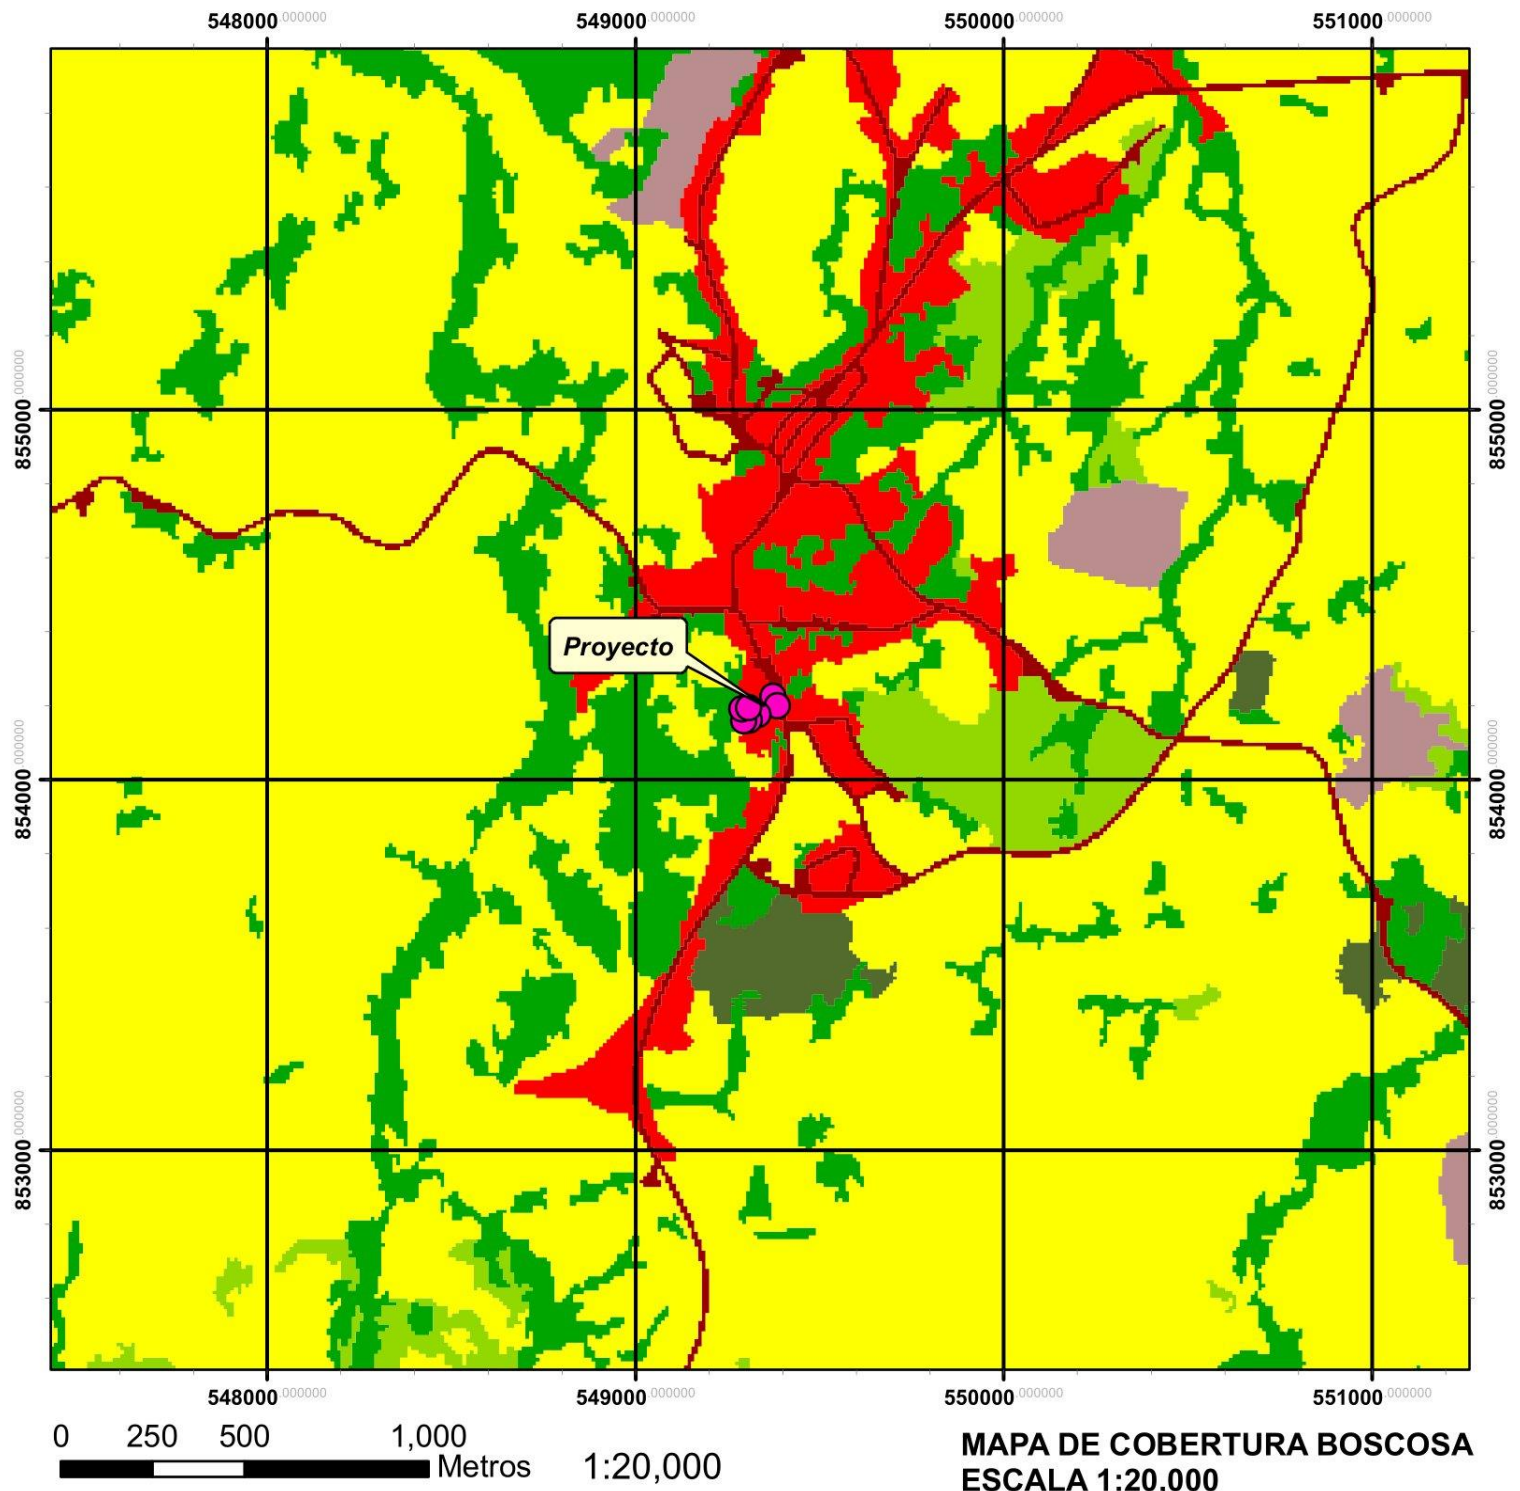 548000.000000 549000.000000 550000.000000 551000.000000
855000.000000 855000.000000
Proyecto
854000.000000 854000.000000
853000.000000 853000.000000
548000.000000 549000.000000 550000.000000 551000.000000
0 250 500 1,000
Metros
1:20,000
MAPA DE COBERTURA BOSCOSA
ESCALA 1:20.000